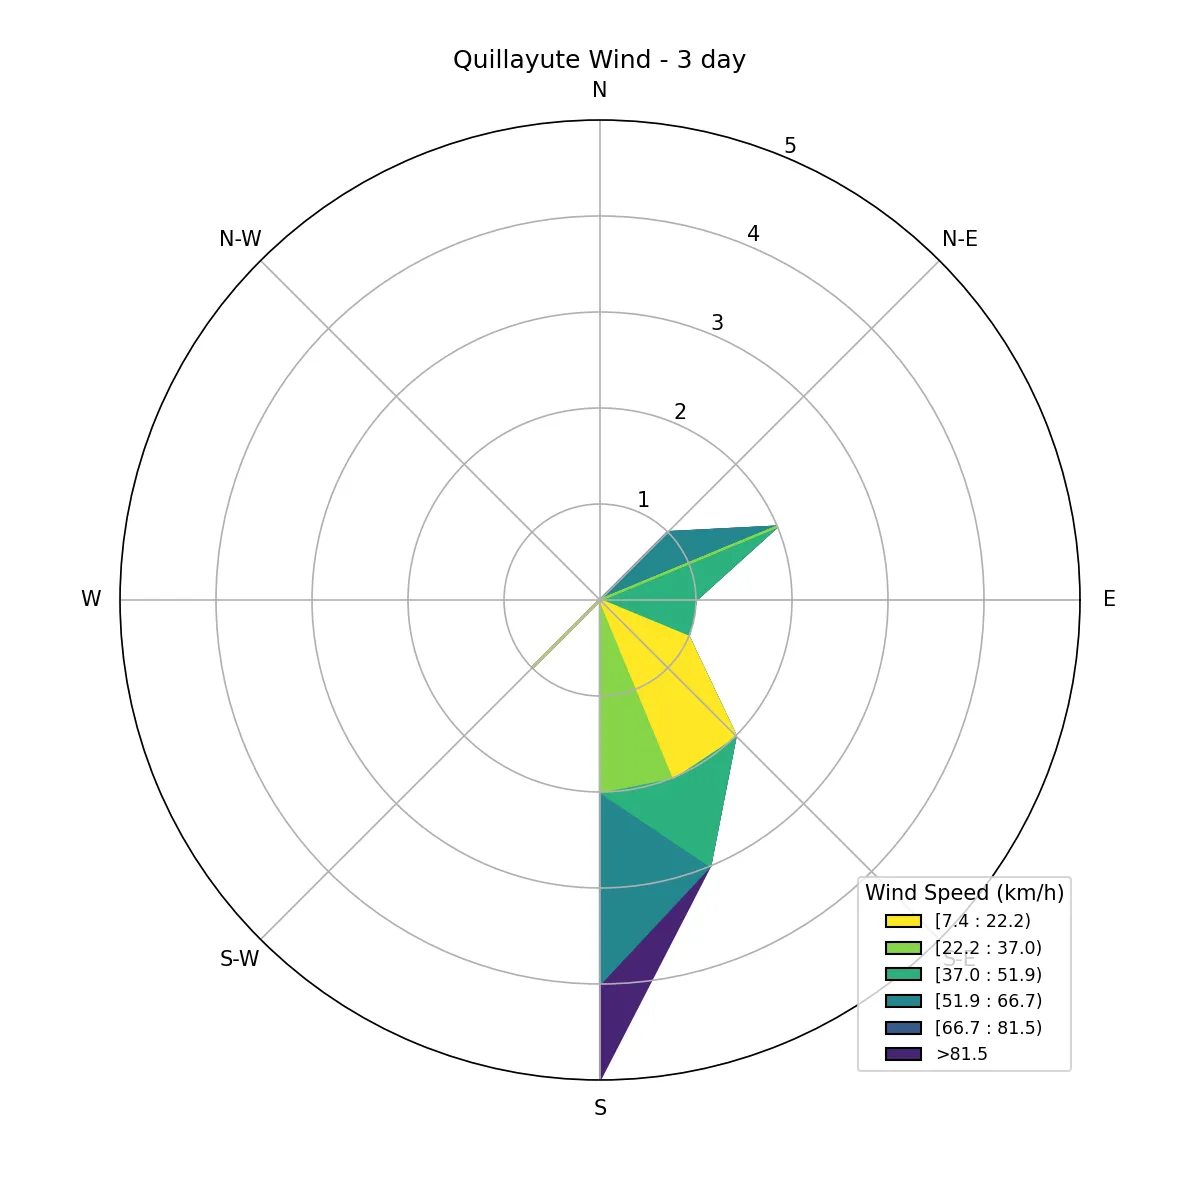 Quillayute Wind - 3 day
N
5
N-W
N-E
4
3
2
1
W
E
Wind Speed (km/h)
[7.4 : 22.2)
[22.2 : 37.0)
S-W
S-E
[37.0 : 51.9)
[51.9 : 66.7)
[66.7 : 81.5)
>81.5
S